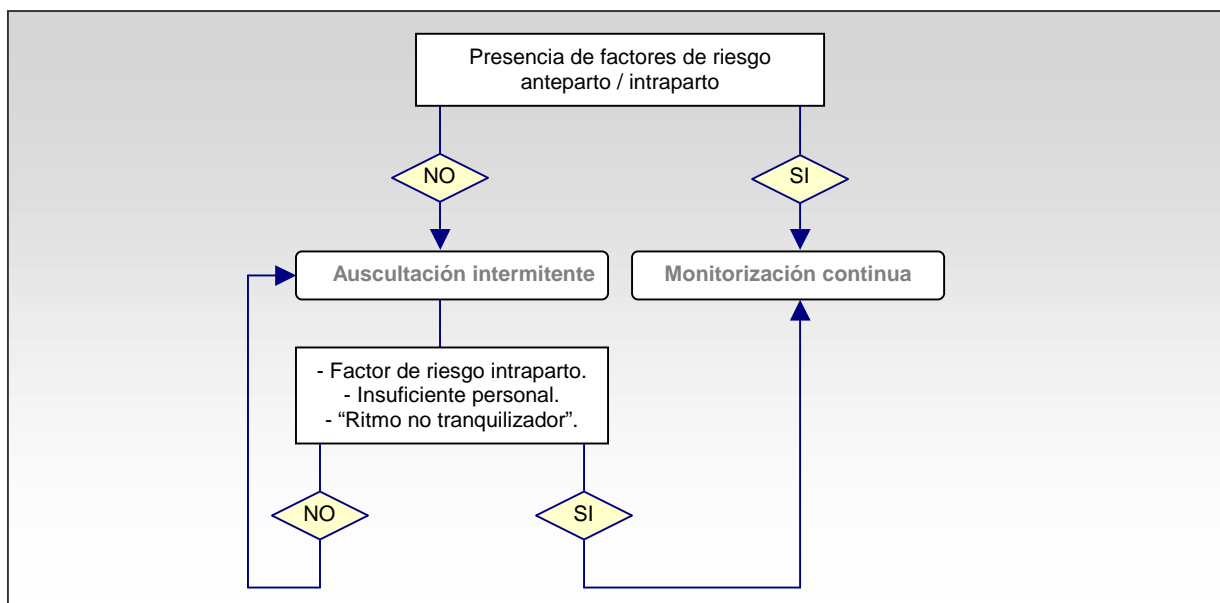 Presencia de factores de riesgo
anteparto / intraparto
NO
SI
Auscultación intermitente
Monitorización continua
- Factor de riesgo intraparto.
- Insuficiente personal.
- “Ritmo no tranquilizador”.
NO
SI